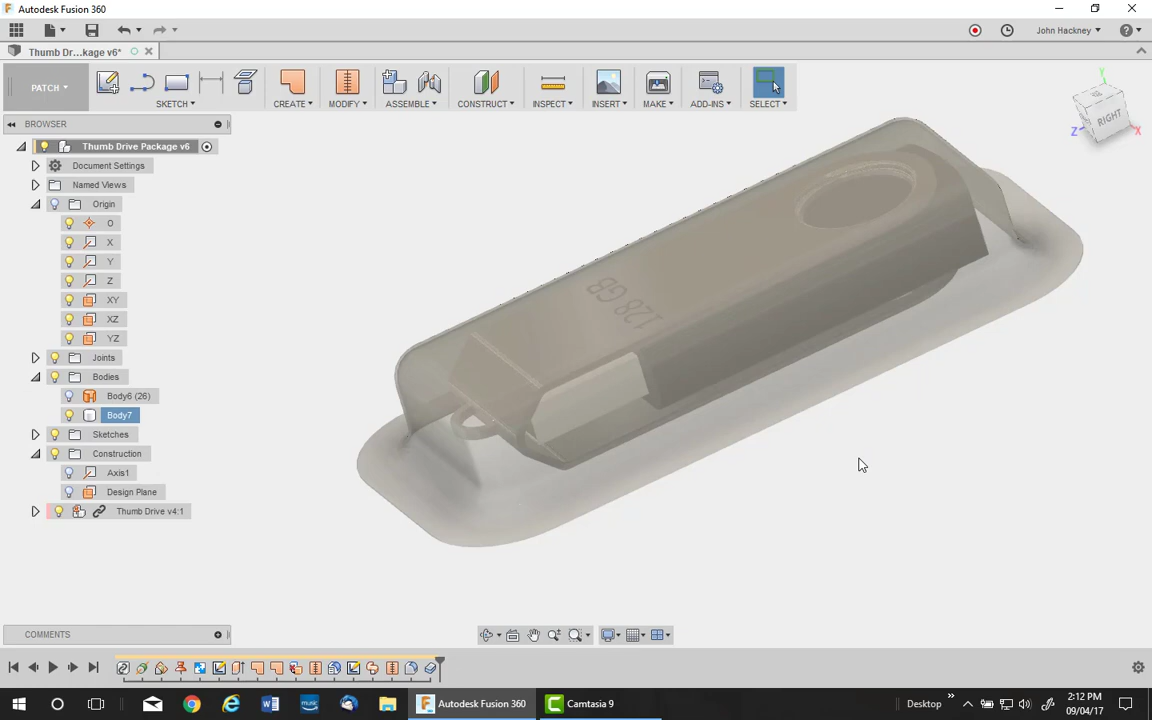 Autodesk Fusion 360
John Hackney
Thumb Dr...kage v6*
PATCH
SKETCH
CREATE
MODIFY
ASSEMBLE
CONSTRUCT
INSPECT
INSERT
MAKE
ADD-INS
SELECT
BROWSER
Thumb Drive Package v6
Document Settings
Named Views
Origin
O
X
Y
Z
XY
XZ
YZ
Joints
Bodies
Body6 (26)
Body7
Sketches
Construction
Axis1
Design Plane
Thumb Drive v4:1
RIGHT
Y
Z
X
128 GB
COMMENTS
Autodesk Fusion 360
Camtasia 9
Desktop
2:12 PM
09/04/17